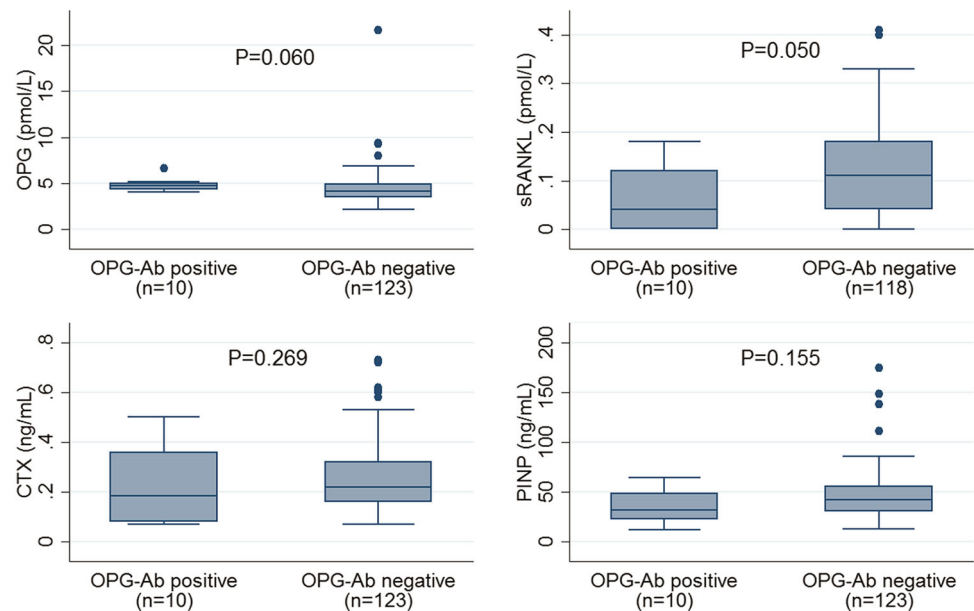 OPG (pmol/L)
20
15
10
5
0
P=0.060
OPG-Ab positive
(n=10)
OPG-Ab negative
(n=123)
sRANKL (pmol/L)
.4
.3
.2
.1
0
P=0.050
OPG-Ab positive
(n=10)
OPG-Ab negative
(n=118)
CTX (ng/mL)
.8
.6
.4
.2
0
P=0.269
OPG-Ab positive
(n=10)
OPG-Ab negative
(n=123)
PINP (ng/mL)
200
150
100
50
0
P=0.155
OPG-Ab positive
(n=10)
OPG-Ab negative
(n=123)